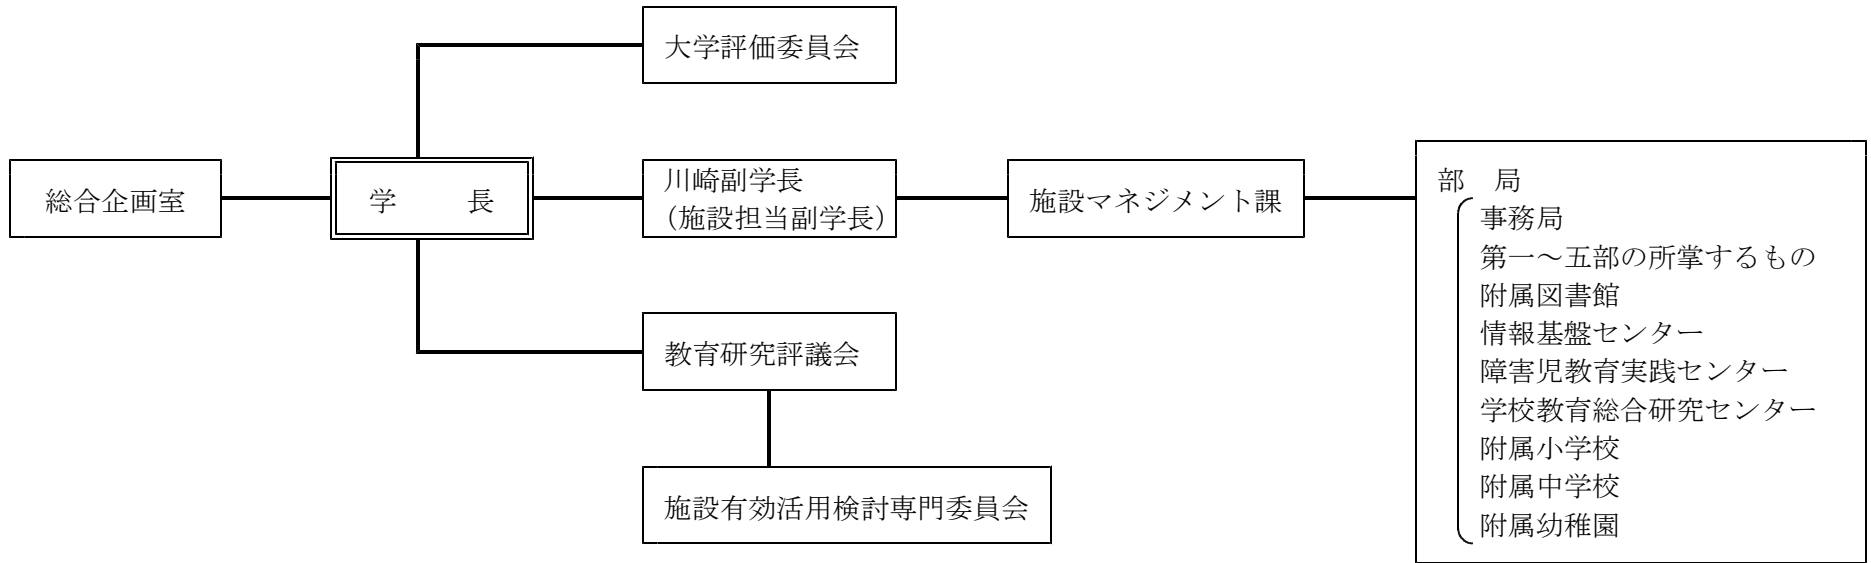 大学評価委員会
総合企画室
学　　長
川崎副学長
（施設担当副学長）
施設マネジメント課
部　局
事務局
第一～五部の所掌するもの
附属図書館
情報基盤センター
障害児教育実践センター
学校教育総合研究センター
附属小学校
附属中学校
附属幼稚園
教育研究評議会
施設有効活用検討専門委員会